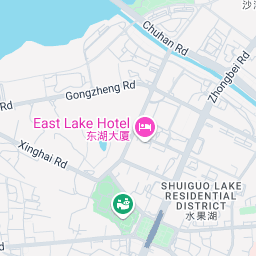 沙湖
Chuhan Rd
Zhongbei Rd
Gongzheng Rd
East Lake Hotel
东湖大厦
Xinghai Rd
SHUIGUO LAKE
RESIDENTIAL
DISTRICT
水果湖